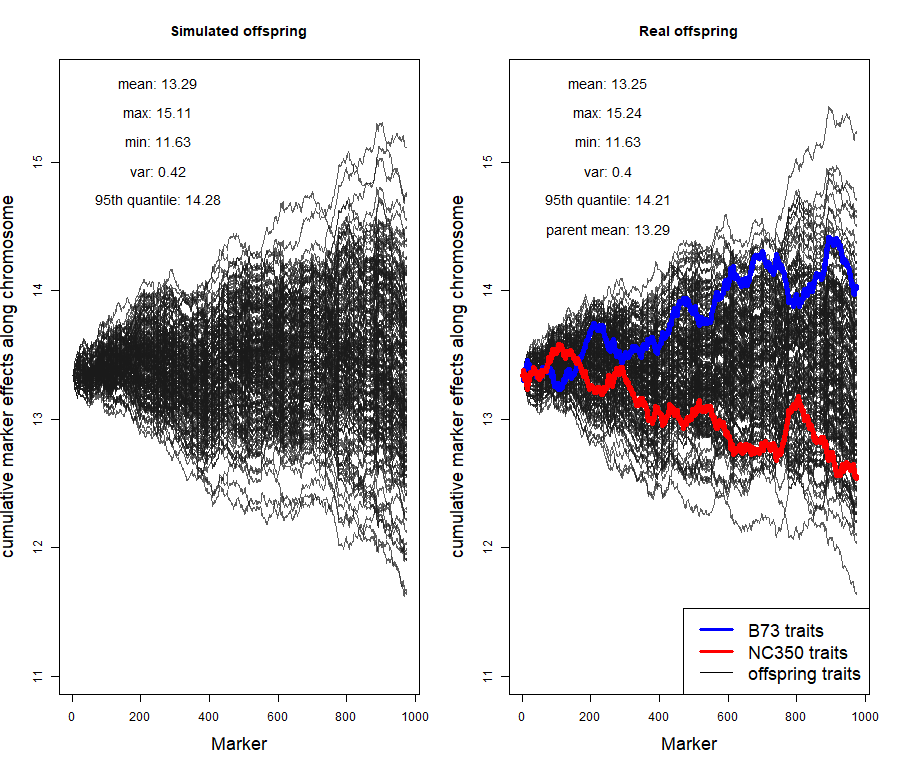 Simulated offspring
mean: 13.29
max: 15.11
min: 11.63
var: 0.42
95th quantile: 14.28
cumulative marker effects along chromosome
15
14
13
12
11
0 200 400 600 800 1000
Marker
Real offspring
mean: 13.25
max: 15.24
min: 11.63
var: 0.4
95th quantile: 14.21
parent mean: 13.29
cumulative marker effects along chromosome
15
14
13
12
11
B73 traits
NC350 traits
offspring traits
0 200 400 600 800 1000
Marker